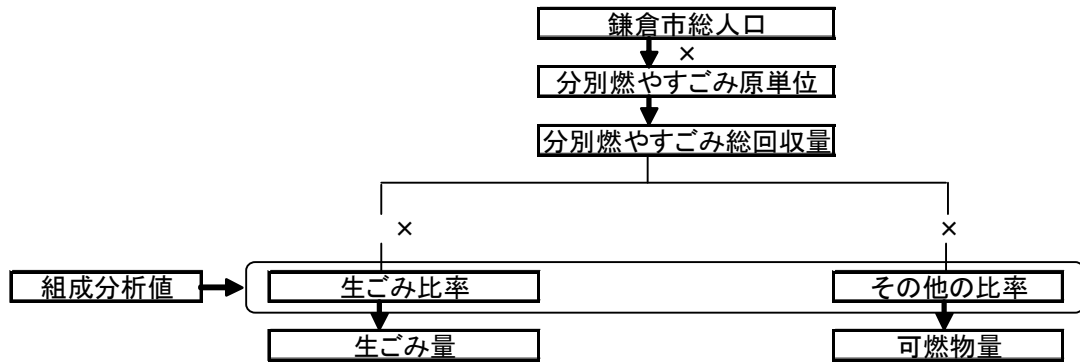 鎌倉市総人口
×
分別燃やすごみ原単位
分別燃やすごみ総回収量
×
×
組成分析値
生ごみ比率
その他の比率
生ごみ量
可燃物量